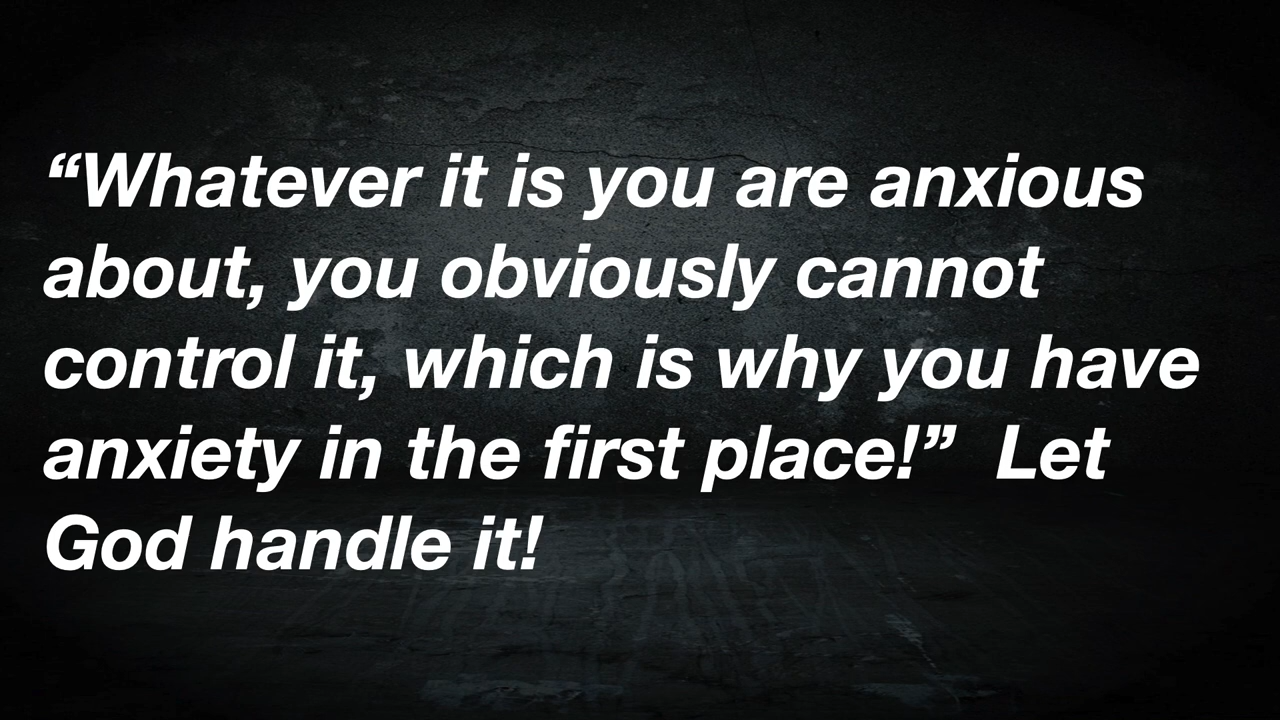 “Whatever it is you are anxious
about, you obviously cannot
control it, which is why you have
anxiety in the first place!”  Let
God handle it!